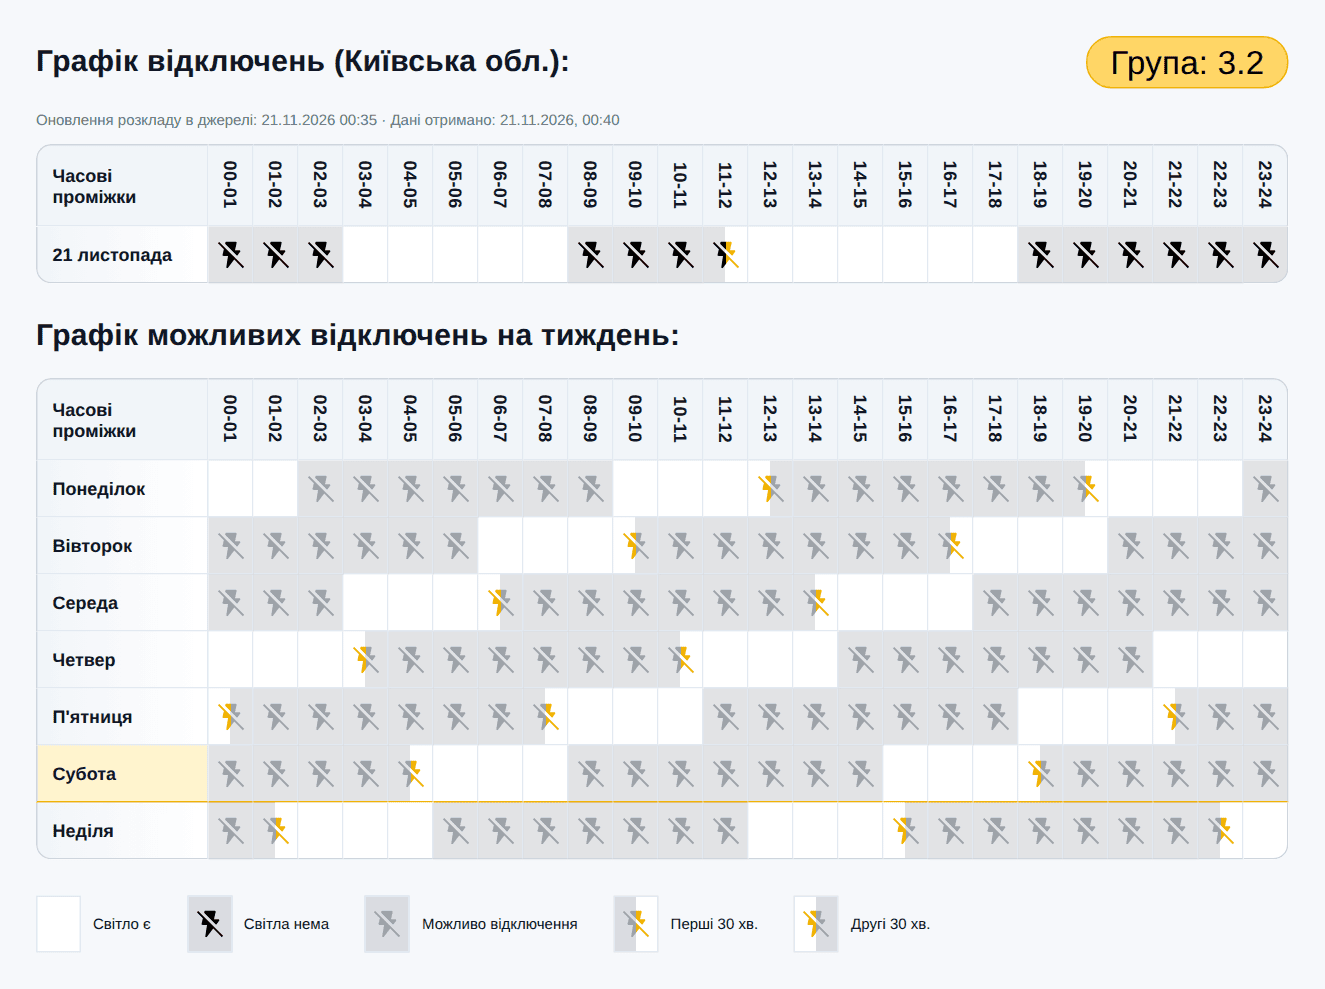 Графік відключень (Київська обл.):
Група: 3.2
Оновлення розкладу в джерелі: 21.11.2026 00:35 · Дані отримано: 21.11.2026, 00:40
Часові проміжки 00-01 01-02 02-03 03-04 04-05 05-06 06-07 07-08 08-09 09-10 10-11 11-12 12-13 13-14 14-15 15-16 16-17 17-18 18-19 19-20 20-21 21-22 22-23 23-24
21 листопада
Графік можливих відключень на тиждень:
Часові проміжки 00-01 01-02 02-03 03-04 04-05 05-06 06-07 07-08 08-09 09-10 10-11 11-12 12-13 13-14 14-15 15-16 16-17 17-18 18-19 19-20 20-21 21-22 22-23 23-24
Понеділок
Вівторок
Середа
Четвер
П'ятниця
Субота
Неділя
Світло є Світла нема Можливо відключення Перші 30 хв. Другі 30 хв.